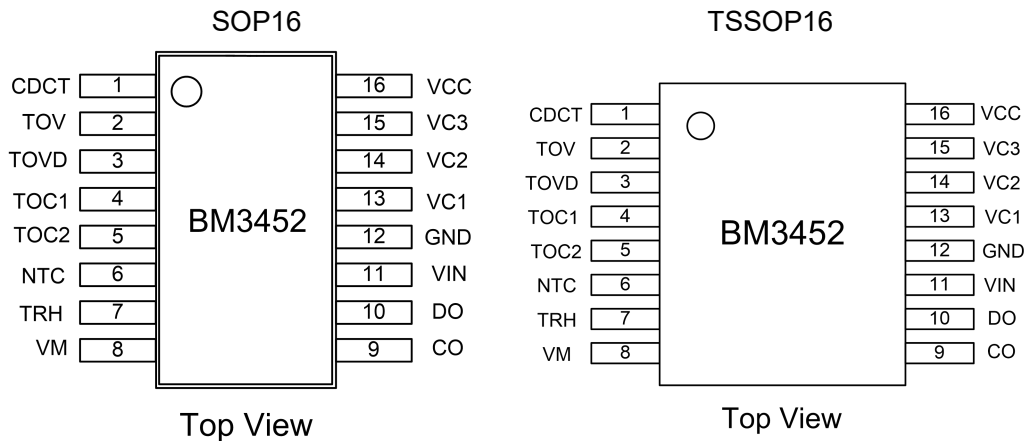 SOP16
CDCT 1 16 VCC
TOV 2 15 VC3
TOVD 3 14 VC2
TOC1 4 13 VC1
BM3452
TOC2 5 12 GND
NTC 6 11 VIN
TRH 7 10 DO
VM 8 9 CO
Top View
TSSOP16
CDCT 1 16 VCC
TOV 2 15 VC3
TOVD 3 14 VC2
TOC1 4 13 VC1
BM3452
TOC2 5 12 GND
NTC 6 11 VIN
TRH 7 10 DO
VM 8 9 CO
Top View